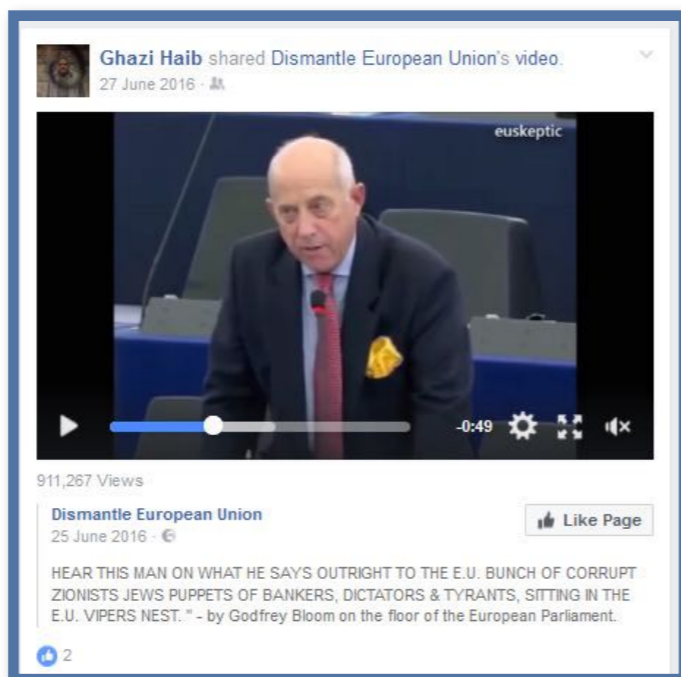 Ghazi Haib shared Dismantle European Union's video.
27 June 2016
euskeptic
-0:49
911,267 Views
Dismantle European Union
25 June 2016
Like Page
HEAR THIS MAN ON WHAT HE SAYS OUTRIGHT TO THE E.U. BUNCH OF CORRUPT
ZIONISTS JEWS PUPPETS OF BANKERS, DICTATORS & TYRANTS, SITTING IN THE
E.U. VIPERS NEST. " - by Godfrey Bloom on the floor of the European Parliament.
2